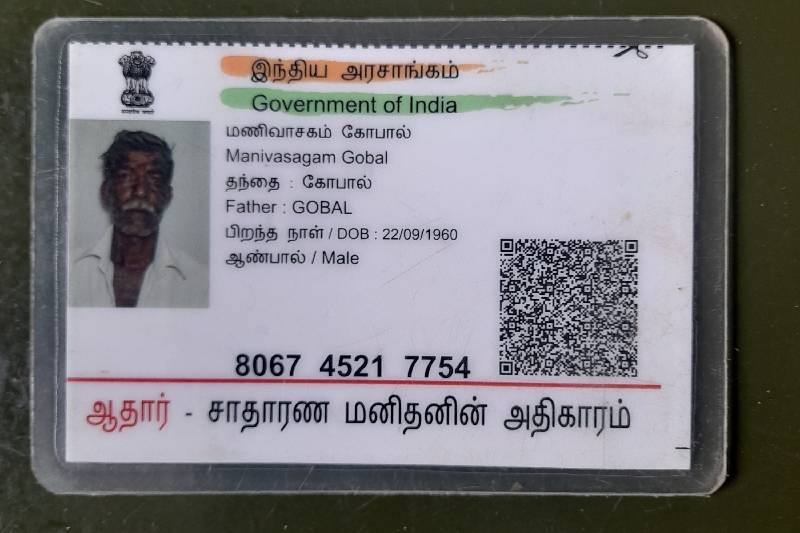 இந்திய அரசாங்கம்
Government of India
மணிவாசகம் கோபால்
Manivasagam Gobal
தந்தை : கோபால்
Father : GOBAL
பிறந்த நாள் / DOB : 22/09/1960
ஆண்பால் / Male
8067 4521 7754
ஆதார் - சாதாரண மனிதனின் அதிகாரம்